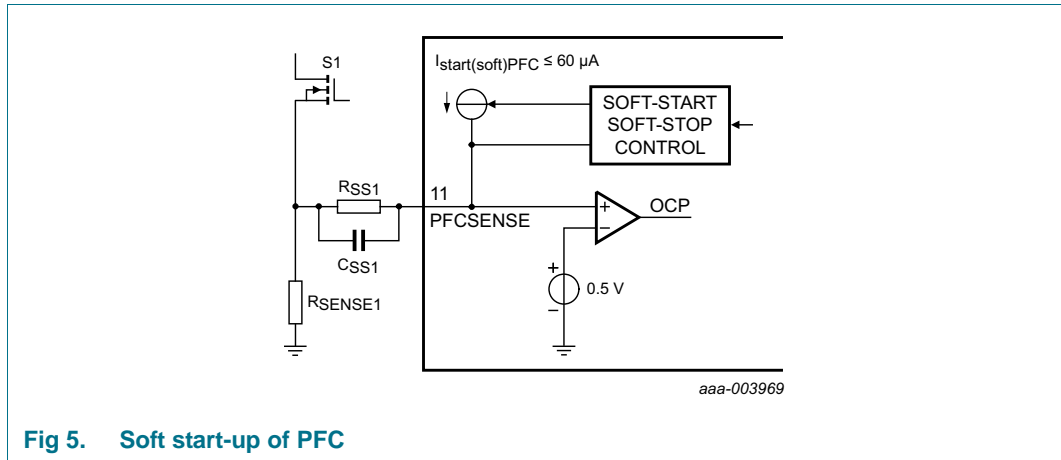 S1
Istart(soft)PFC ≤ 60 μA
SOFT-START
SOFT-STOP
CONTROL
RSS1
11
PFCSENSE
CSS1
+
−
OCP
RSENSE1
+
−
0.5 V
aaa-003969
Fig 5. Soft start-up of PFC